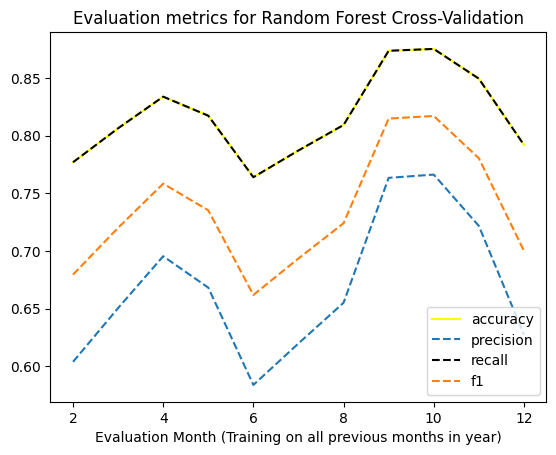 Evaluation metrics for Random Forest Cross-Validation
0.85
0.80
0.75
0.70
0.65
0.60
accuracy
precision
recall
f1
2 4 6 8 10 12
Evaluation Month (Training on all previous months in year)